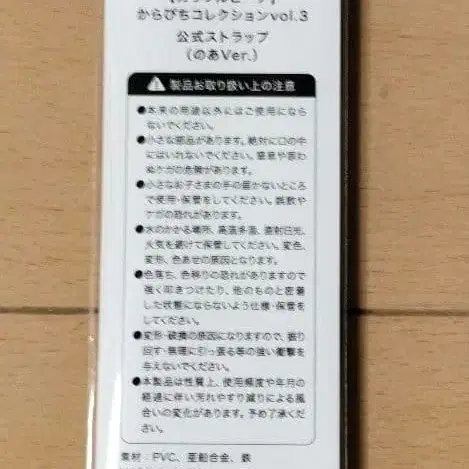 からぴちコレクションvol.3
公式ストラップ
(のあVer.)
製品お取り扱い上の注意
●本来の用途以外にはご使用になら
ないでください。
●小さな部品があります。絶対に口の中
にはいれないでください。窒息や思わ
ぬケガの危険があります。
●小さなお子さまの手の届かないところ
で使用・保管をしてください。誤飲や
ケガの恐れがあります。
●水のかかる場所、高温多湿、直射日光、
火気を避けて保管してください。変色、
変形、色あせの原因となります。
●色落ち、色移りの恐れがありますので
強く叩きつけたり、他のものと密着
した状態にならないよう仕様・保管を
してください。
●変形・破損の原因になりますので、振り
回す・無理に引っ張る等の強い衝撃を
与えないでください。
●本製品は性質上、使用頻度や年月の
経過に伴い汚れやすり減りによる風
合いの変化があります。予めご了承くだ
さい。
素材：PVC、亜鉛合金、鉄